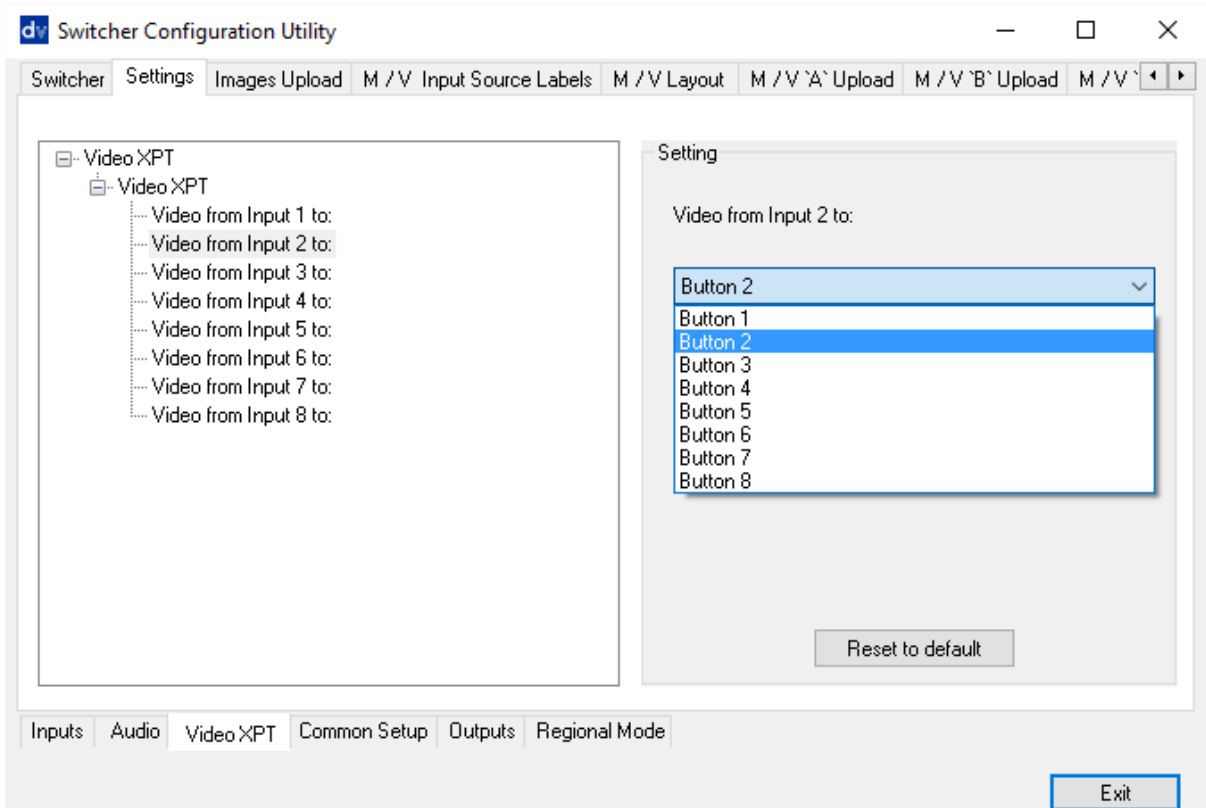 dv Switcher Configuration Utility
Switcher Settings Images Upload M / V Input Source Labels M / V Layout M / V `A` Upload M / V `B` Upload M / V `
Video XPT
Video XPT
Video from Input 1 to:
Video from Input 2 to:
Video from Input 3 to:
Video from Input 4 to:
Video from Input 5 to:
Video from Input 6 to:
Video from Input 7 to:
Video from Input 8 to:
Setting
Video from Input 2 to:
Button 2
Button 1
Button 2
Button 3
Button 4
Button 5
Button 6
Button 7
Button 8
Reset to default
Inputs Audio Video XPT Common Setup Outputs Regional Mode
Exit